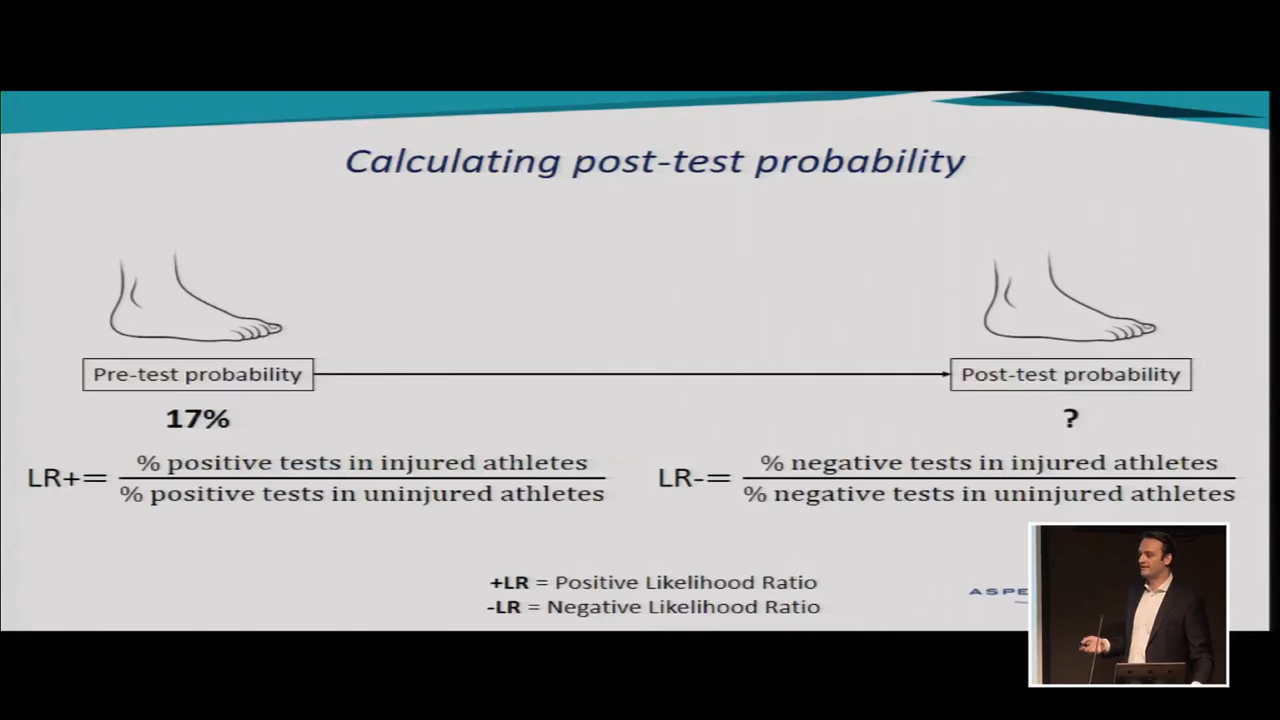 Calculating post-test probability
Pre-test probability
Post-test probability
17%
?
LR+= % positive tests in injured athletes
% positive tests in uninjured athletes
LR-= % negative tests in injured athletes
% negative tests in uninjured athletes
+LR = Positive Likelihood Ratio
-LR = Negative Likelihood Ratio